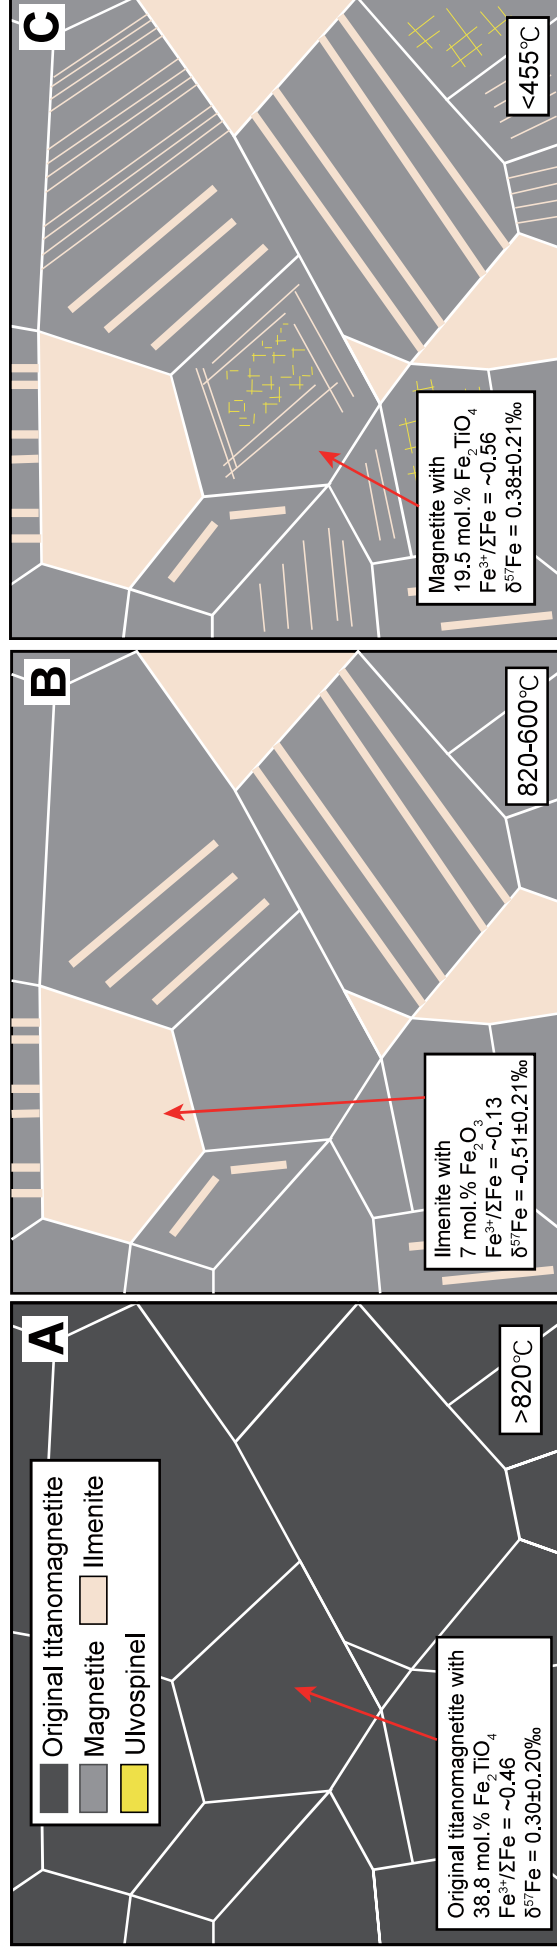 A
Original titanomagnetite
Magnetite
Ilmenite
Ulvospinel
>820℃
Original titanomagnetite with
38.8 mol.% Fe₂TiO₄
Fe³⁺/ΣFe = ~0.46
δ⁵⁷Fe = 0.30±0.20‰
B
820-600℃
Ilmenite with
7 mol.% Fe₂O₃
Fe³⁺/ΣFe = ~0.13
δ⁵⁷Fe = -0.51±0.21‰
C
<455℃
Magnetite with
19.5 mol.% Fe₂TiO₄
Fe³⁺/ΣFe = ~0.56
δ⁵⁷Fe = 0.38±0.21‰